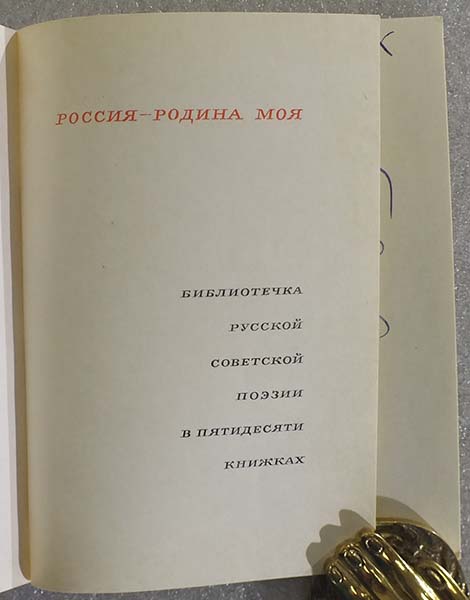 РОССИЯ—РОДИНА МОЯ
БИБЛИОТЕЧКА
РУССКОЙ
СОВЕТСКОЙ
ПОЭЗИИ
В ПЯТИДЕСЯТИ
КНИЖКАХ